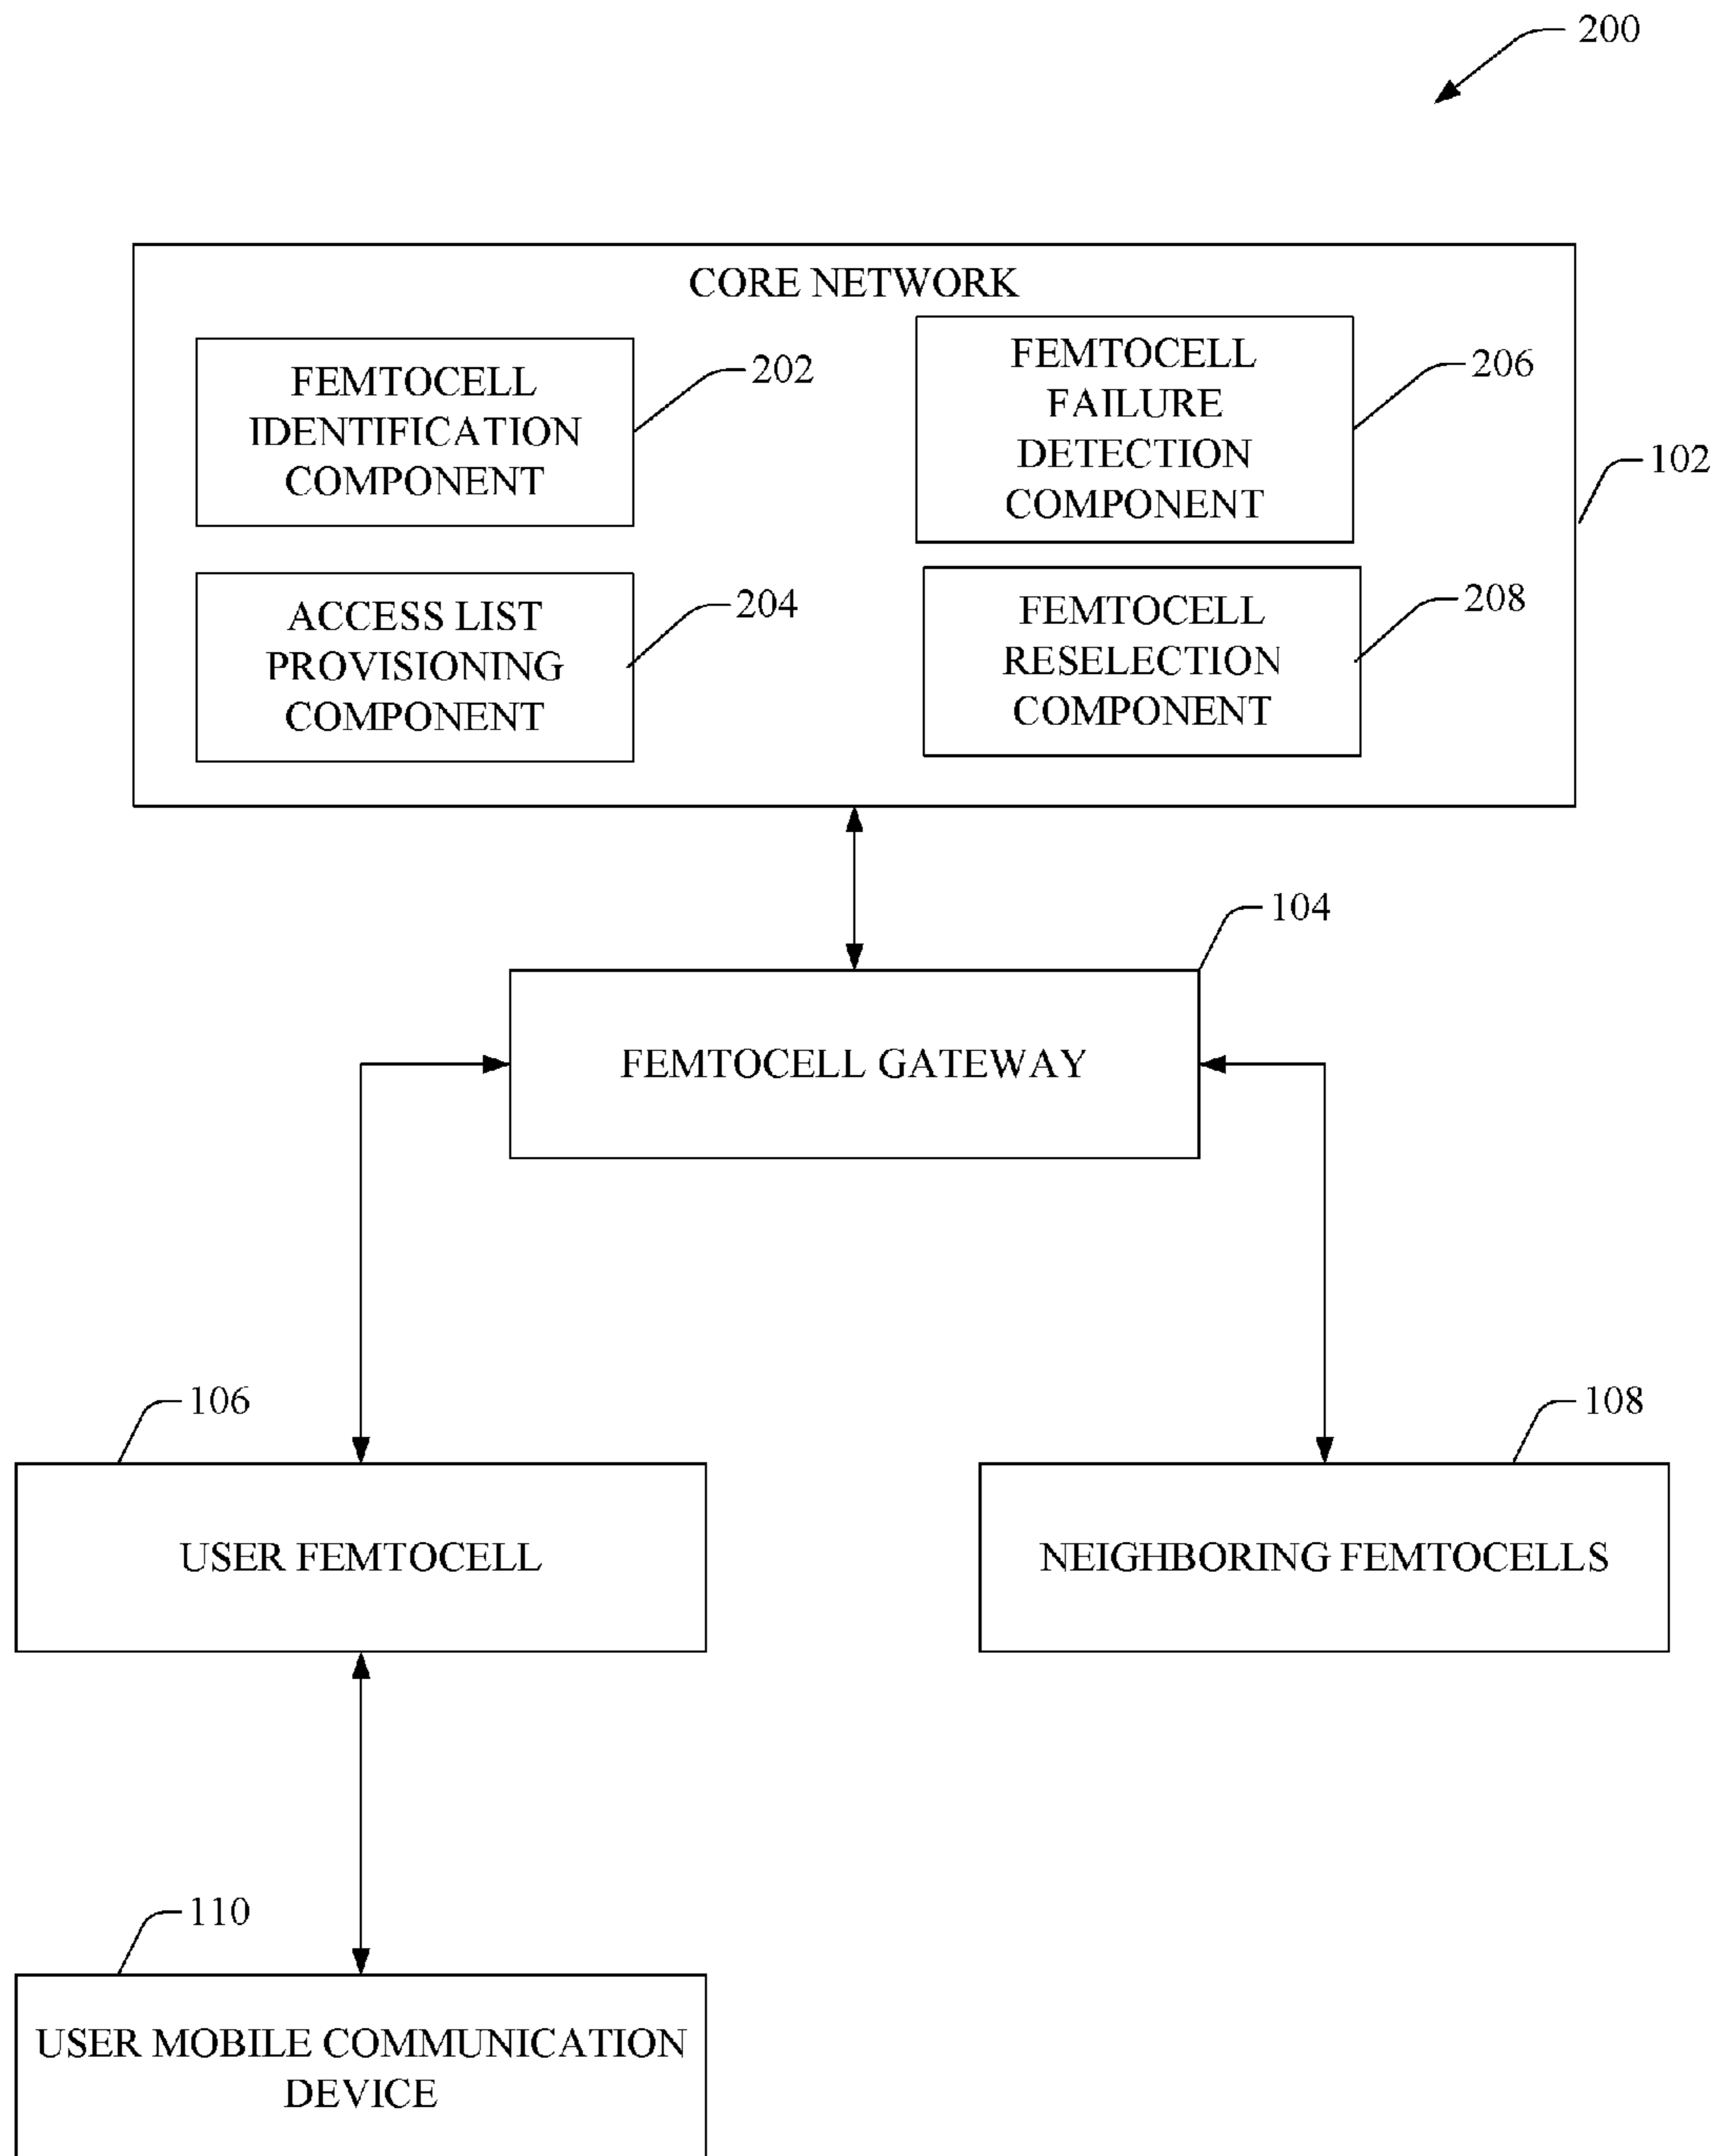 200
CORE NETWORK
FEMTOCELL
IDENTIFICATION
COMPONENT
202
FEMTOCELL
FAILURE
DETECTION
COMPONENT
206
102
ACCESS LIST
PROVISIONING
COMPONENT
204
FEMTOCELL
RESELECTION
COMPONENT
208
104
FEMTOCELL GATEWAY
106
USER FEMTOCELL
108
NEIGHBORING FEMTOCELLS
110
USER MOBILE COMMUNICATION
DEVICE